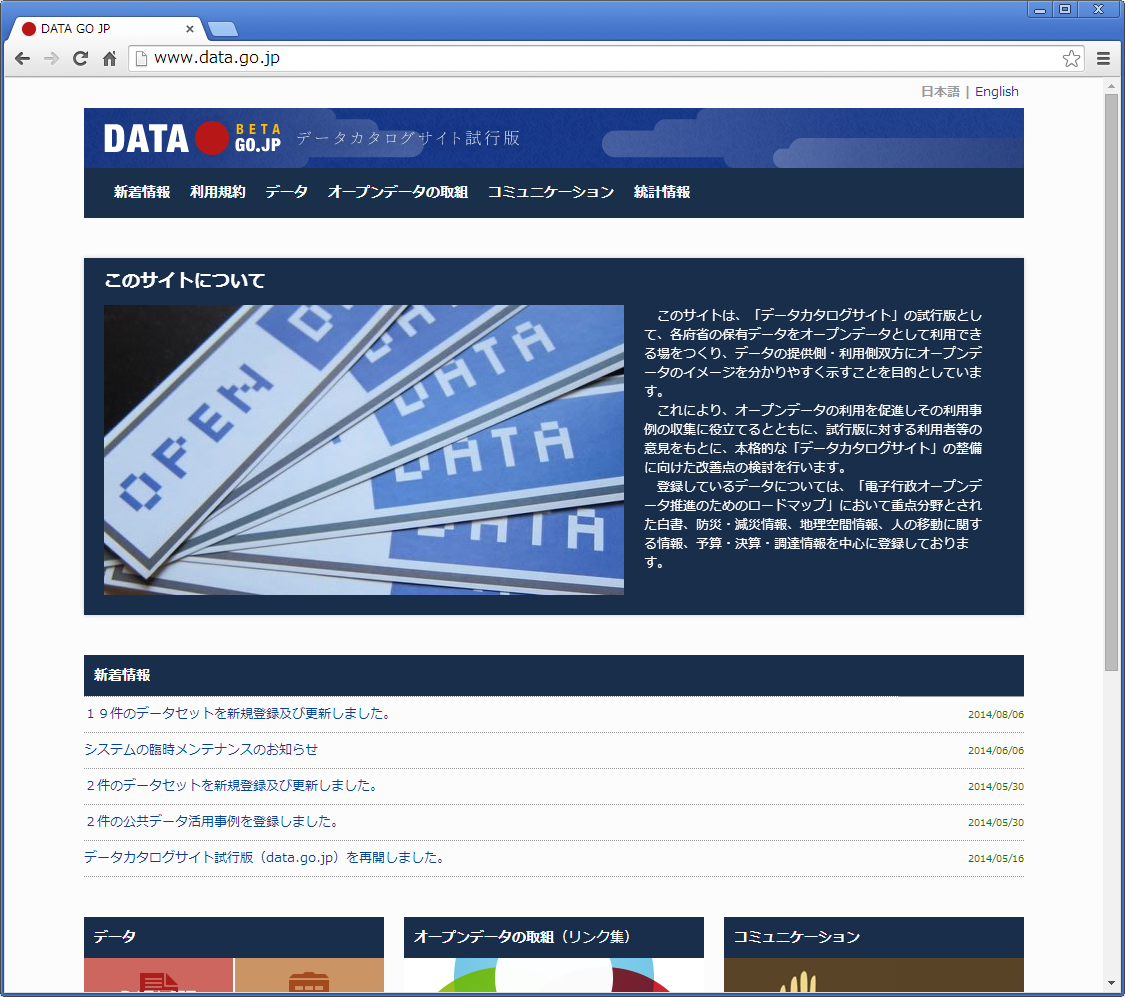 DATA GO JP
www.data.go.jp
日本語 | English
DATA BETA GO.JP データカタログサイト試行版
新着情報 利用規約 データ オープンデータの取組 コミュニケーション 統計情報
このサイトについて
OPEN DATA
DATA
DATA
DATA
DATA
　このサイトは、「データカタログサイト」の試行版とし
て、各府省の保有データをオープンデータとして利用でき
る場をつくり、データの提供側・利用側双方にオープンデ
ータのイメージを分かりやすく示すことを目的としていま
す。
　これにより、オープンデータの利用を促進しその利用事
例の収集に役立てるとともに、試行版に対する利用者等の
意見をもとに、本格的な「データカタログサイト」の整備
に向けた改善点の検討を行います。
　登録しているデータについては、「電子行政オープンデ
ータ推進のためのロードマップ」において重点分野とされ
た白書、防災・減災情報、地理空間情報、人の移動に関す
る情報、予算・決算・調達情報を中心に登録しておりま
す。
新着情報
１９件のデータセットを新規登録及び更新しました。 2014/08/06
システムの臨時メンテナンスのお知らせ 2014/06/06
２件のデータセットを新規登録及び更新しました。 2014/05/30
２件の公共データ活用事例を登録しました。 2014/05/30
データカタログサイト試行版（data.go.jp）を再開しました。 2014/05/16
データ オープンデータの取組（リンク集） コミュニケーション